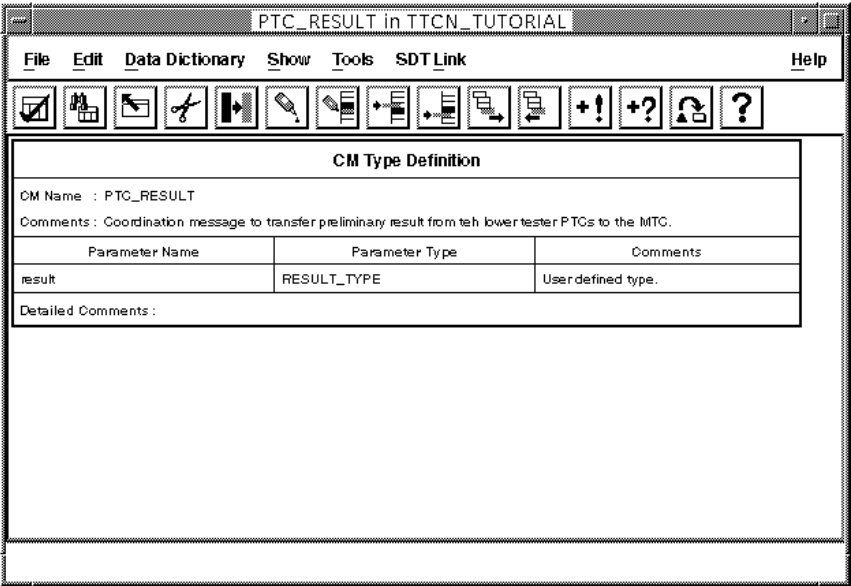 PTC_RESULT in TTCN_TUTORIAL
File Edit Data Dictionary Show Tools SDT Link Help
CM Type Definition
CM Name : PTC_RESULT
Comments : Coordination message to transfer preliminary result from teh lower tester PTCs to the MTC.
Parameter Name Parameter Type Comments
result RESULT_TYPE User defined type.
Detailed Comments :